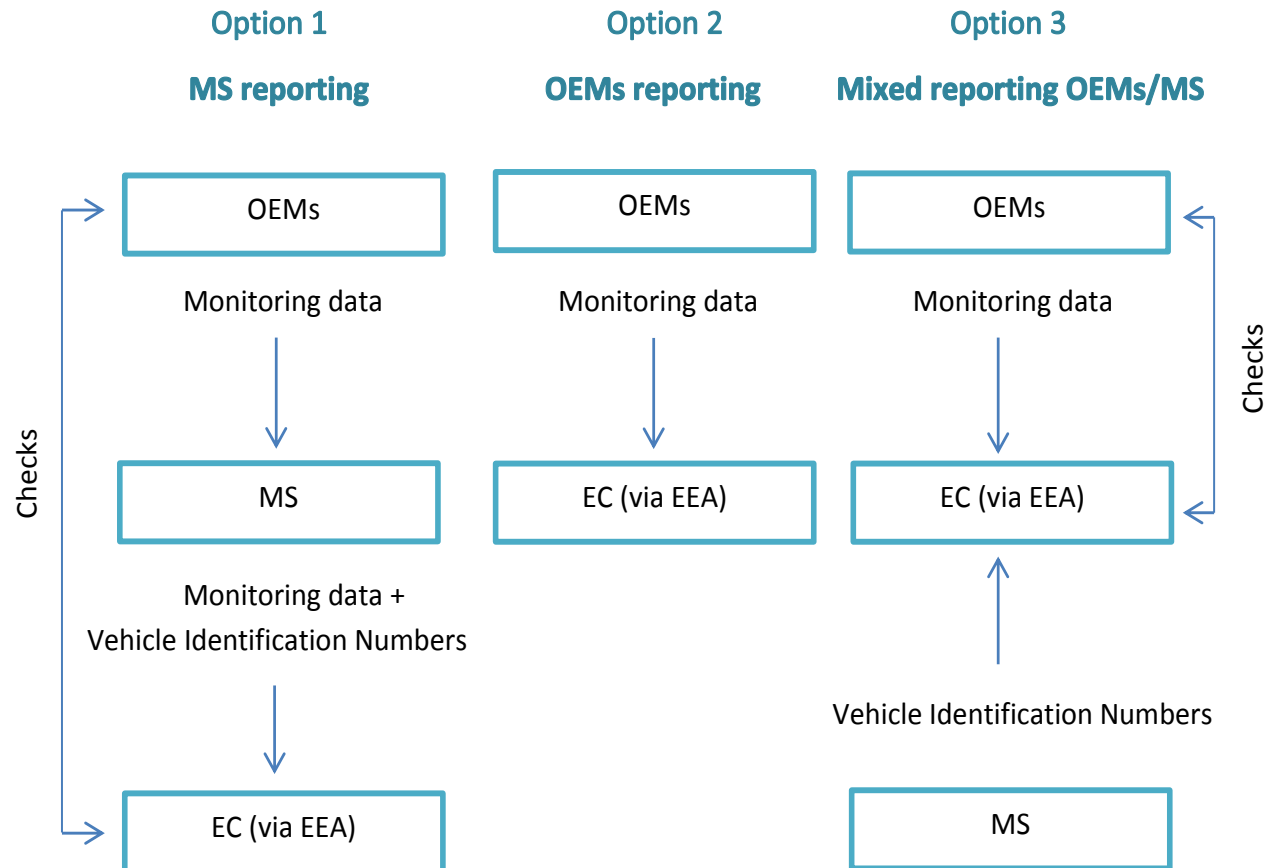 Option 1
MS reporting
OEMs
Monitoring data
MS
Monitoring data +
Vehicle Identification Numbers
EC (via EEA)
Checks
Option 2
OEMs reporting
OEMs
Monitoring data
EC (via EEA)
Option 3
Mixed reporting OEMs/MS
OEMs
Monitoring data
EC (via EEA)
Vehicle Identification Numbers
MS
Checks